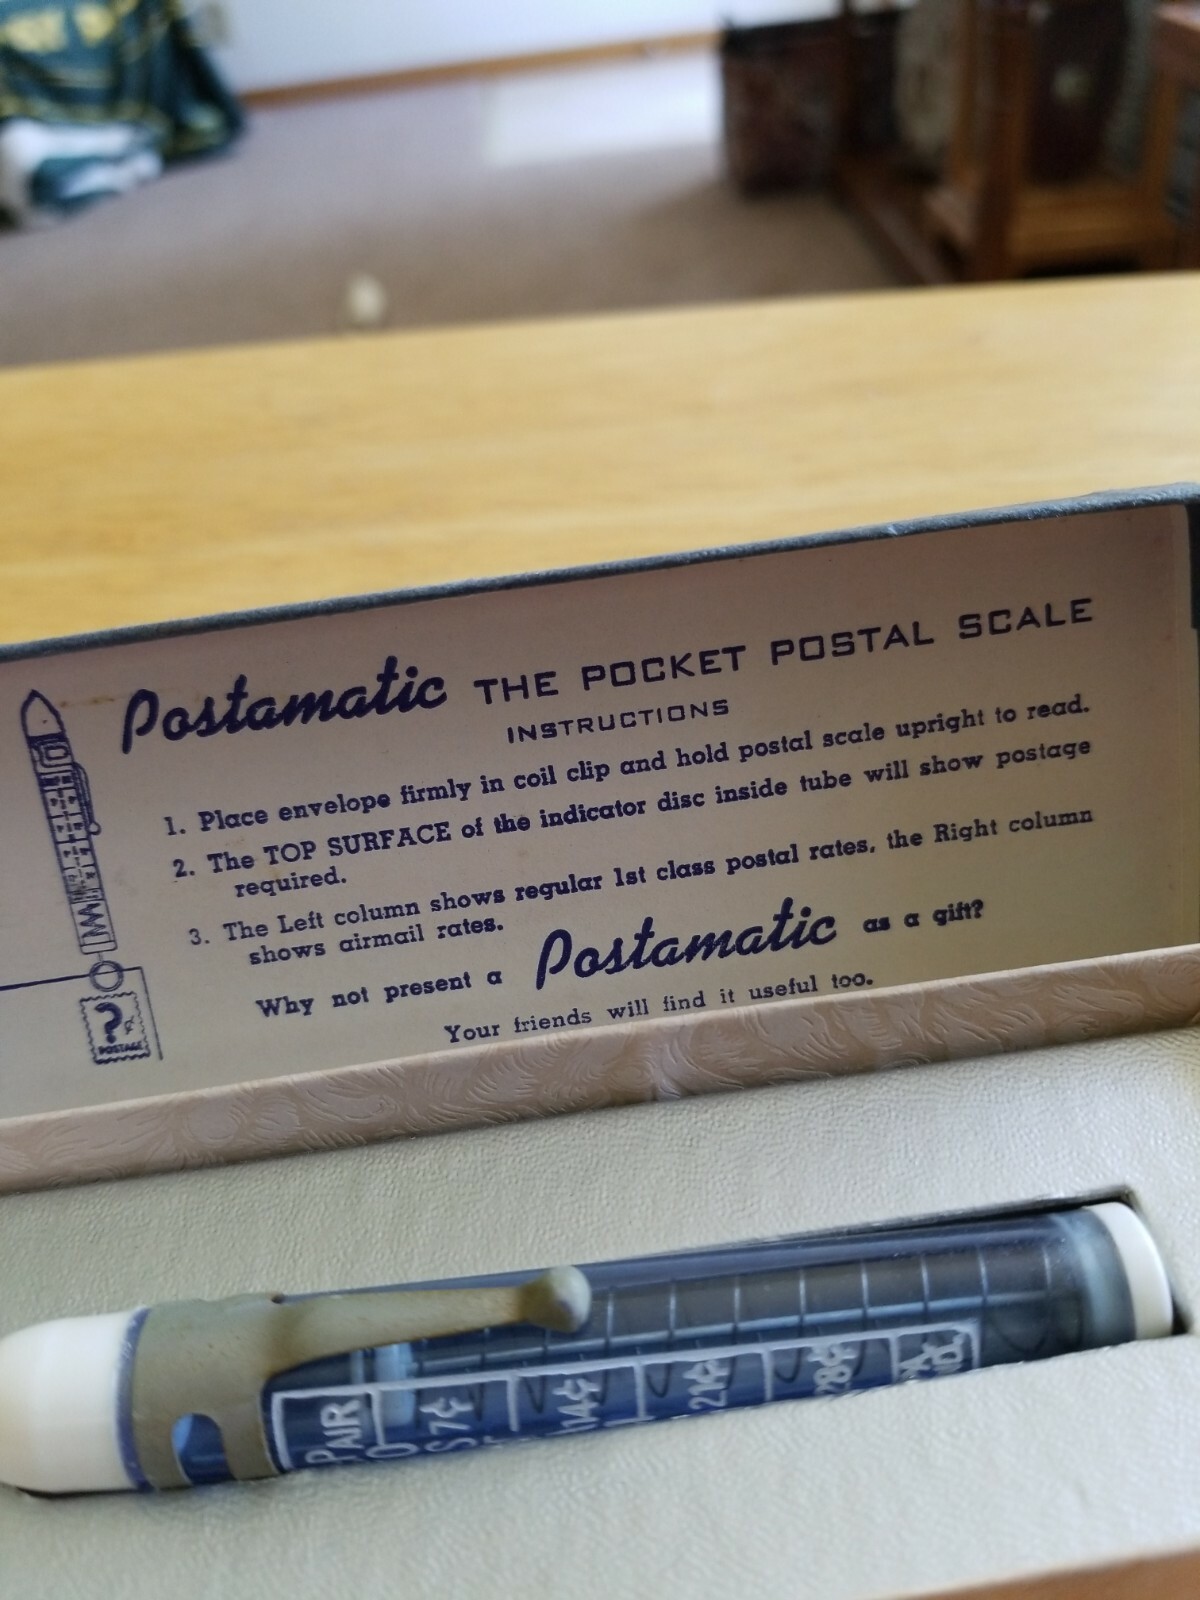 Postamatic THE POCKET POSTAL SCALE
INSTRUCTIONS
1. Place envelope firmly in coil clip and hold postal scale upright to read.
2. The TOP SURFACE of the indicator disc inside tube will show postage
required.
3. The Left column shows regular 1st class postal rates, the Right column
shows airmail rates.
Why not present a Postamatic as a gift?
Your friends will find it useful too.
?
POSTAGE
AIR
7¢
14¢
21¢
28¢